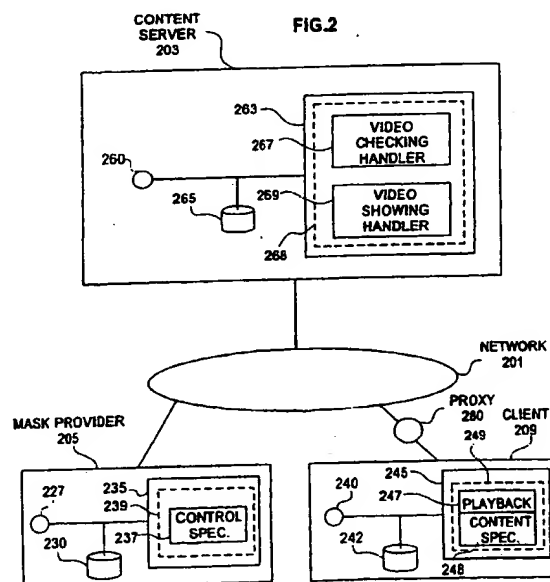 CONTENT
SERVER
203
FIG.2
263
VIDEO
CHECKING
HANDLER
267
260
269
VIDEO
SHOWING
HANDLER
265
268
NETWORK
201
PROXY
280
CLIENT
209
MASK PROVIDER
205
249
227
235
239
237
CONTROL
SPEC.
230
240
245
247
PLAYBACK
CONTENT
SPEC.
242
248